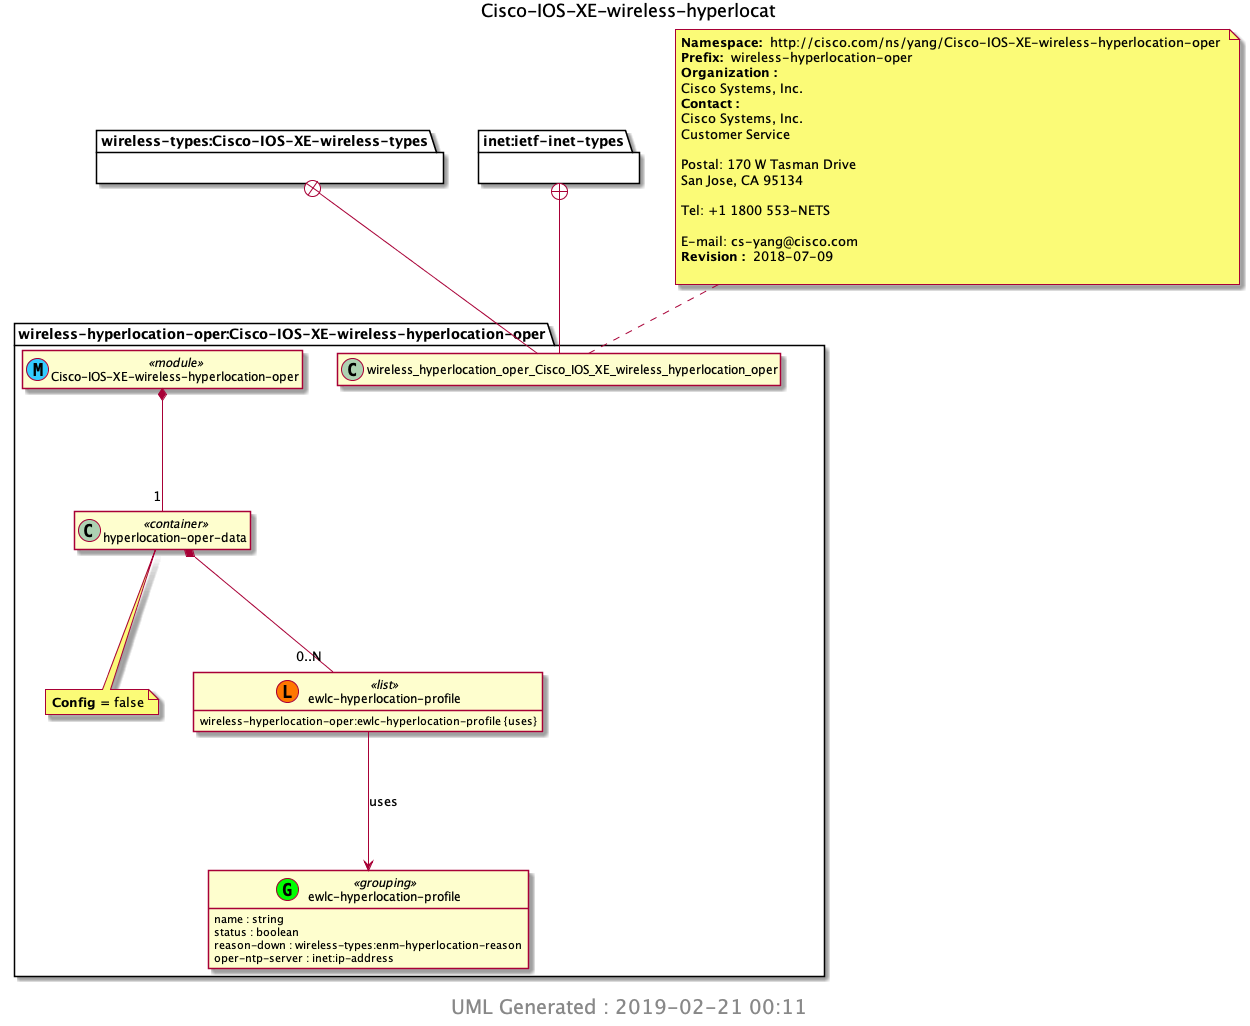 Cisco-IOS-XE-wireless-hyperlocat
Namespace: http://cisco.com/ns/yang/Cisco-IOS-XE-wireless-hyperlocation-oper
Prefix: wireless-hyperlocation-oper
Organization :
Cisco Systems, Inc.
Contact :
Cisco Systems, Inc.
Customer Service
Postal: 170 W Tasman Drive
San Jose, CA 95134
Tel: +1 1800 553-NETS
E-mail: cs-yang@cisco.com
Revision : 2018-07-09
wireless-types:Cisco-IOS-XE-wireless-types
inet:ietf-inet-types
wireless-hyperlocation-oper:Cisco-IOS-XE-wireless-hyperlocation-oper
M
«module»
Cisco-IOS-XE-wireless-hyperlocation-oper
C
wireless_hyperlocation_oper_Cisco_IOS_XE_wireless_hyperlocation_oper
1
C
«container»
hyperlocation-oper-data
0..N
Config = false
L
«list»
ewlc-hyperlocation-profile
wireless-hyperlocation-oper:ewlc-hyperlocation-profile {uses}
uses
G
«grouping»
ewlc-hyperlocation-profile
name : string
status : boolean
reason-down : wireless-types:enm-hyperlocation-reason
oper-ntp-server : inet:ip-address
UML Generated : 2019-02-21 00:11